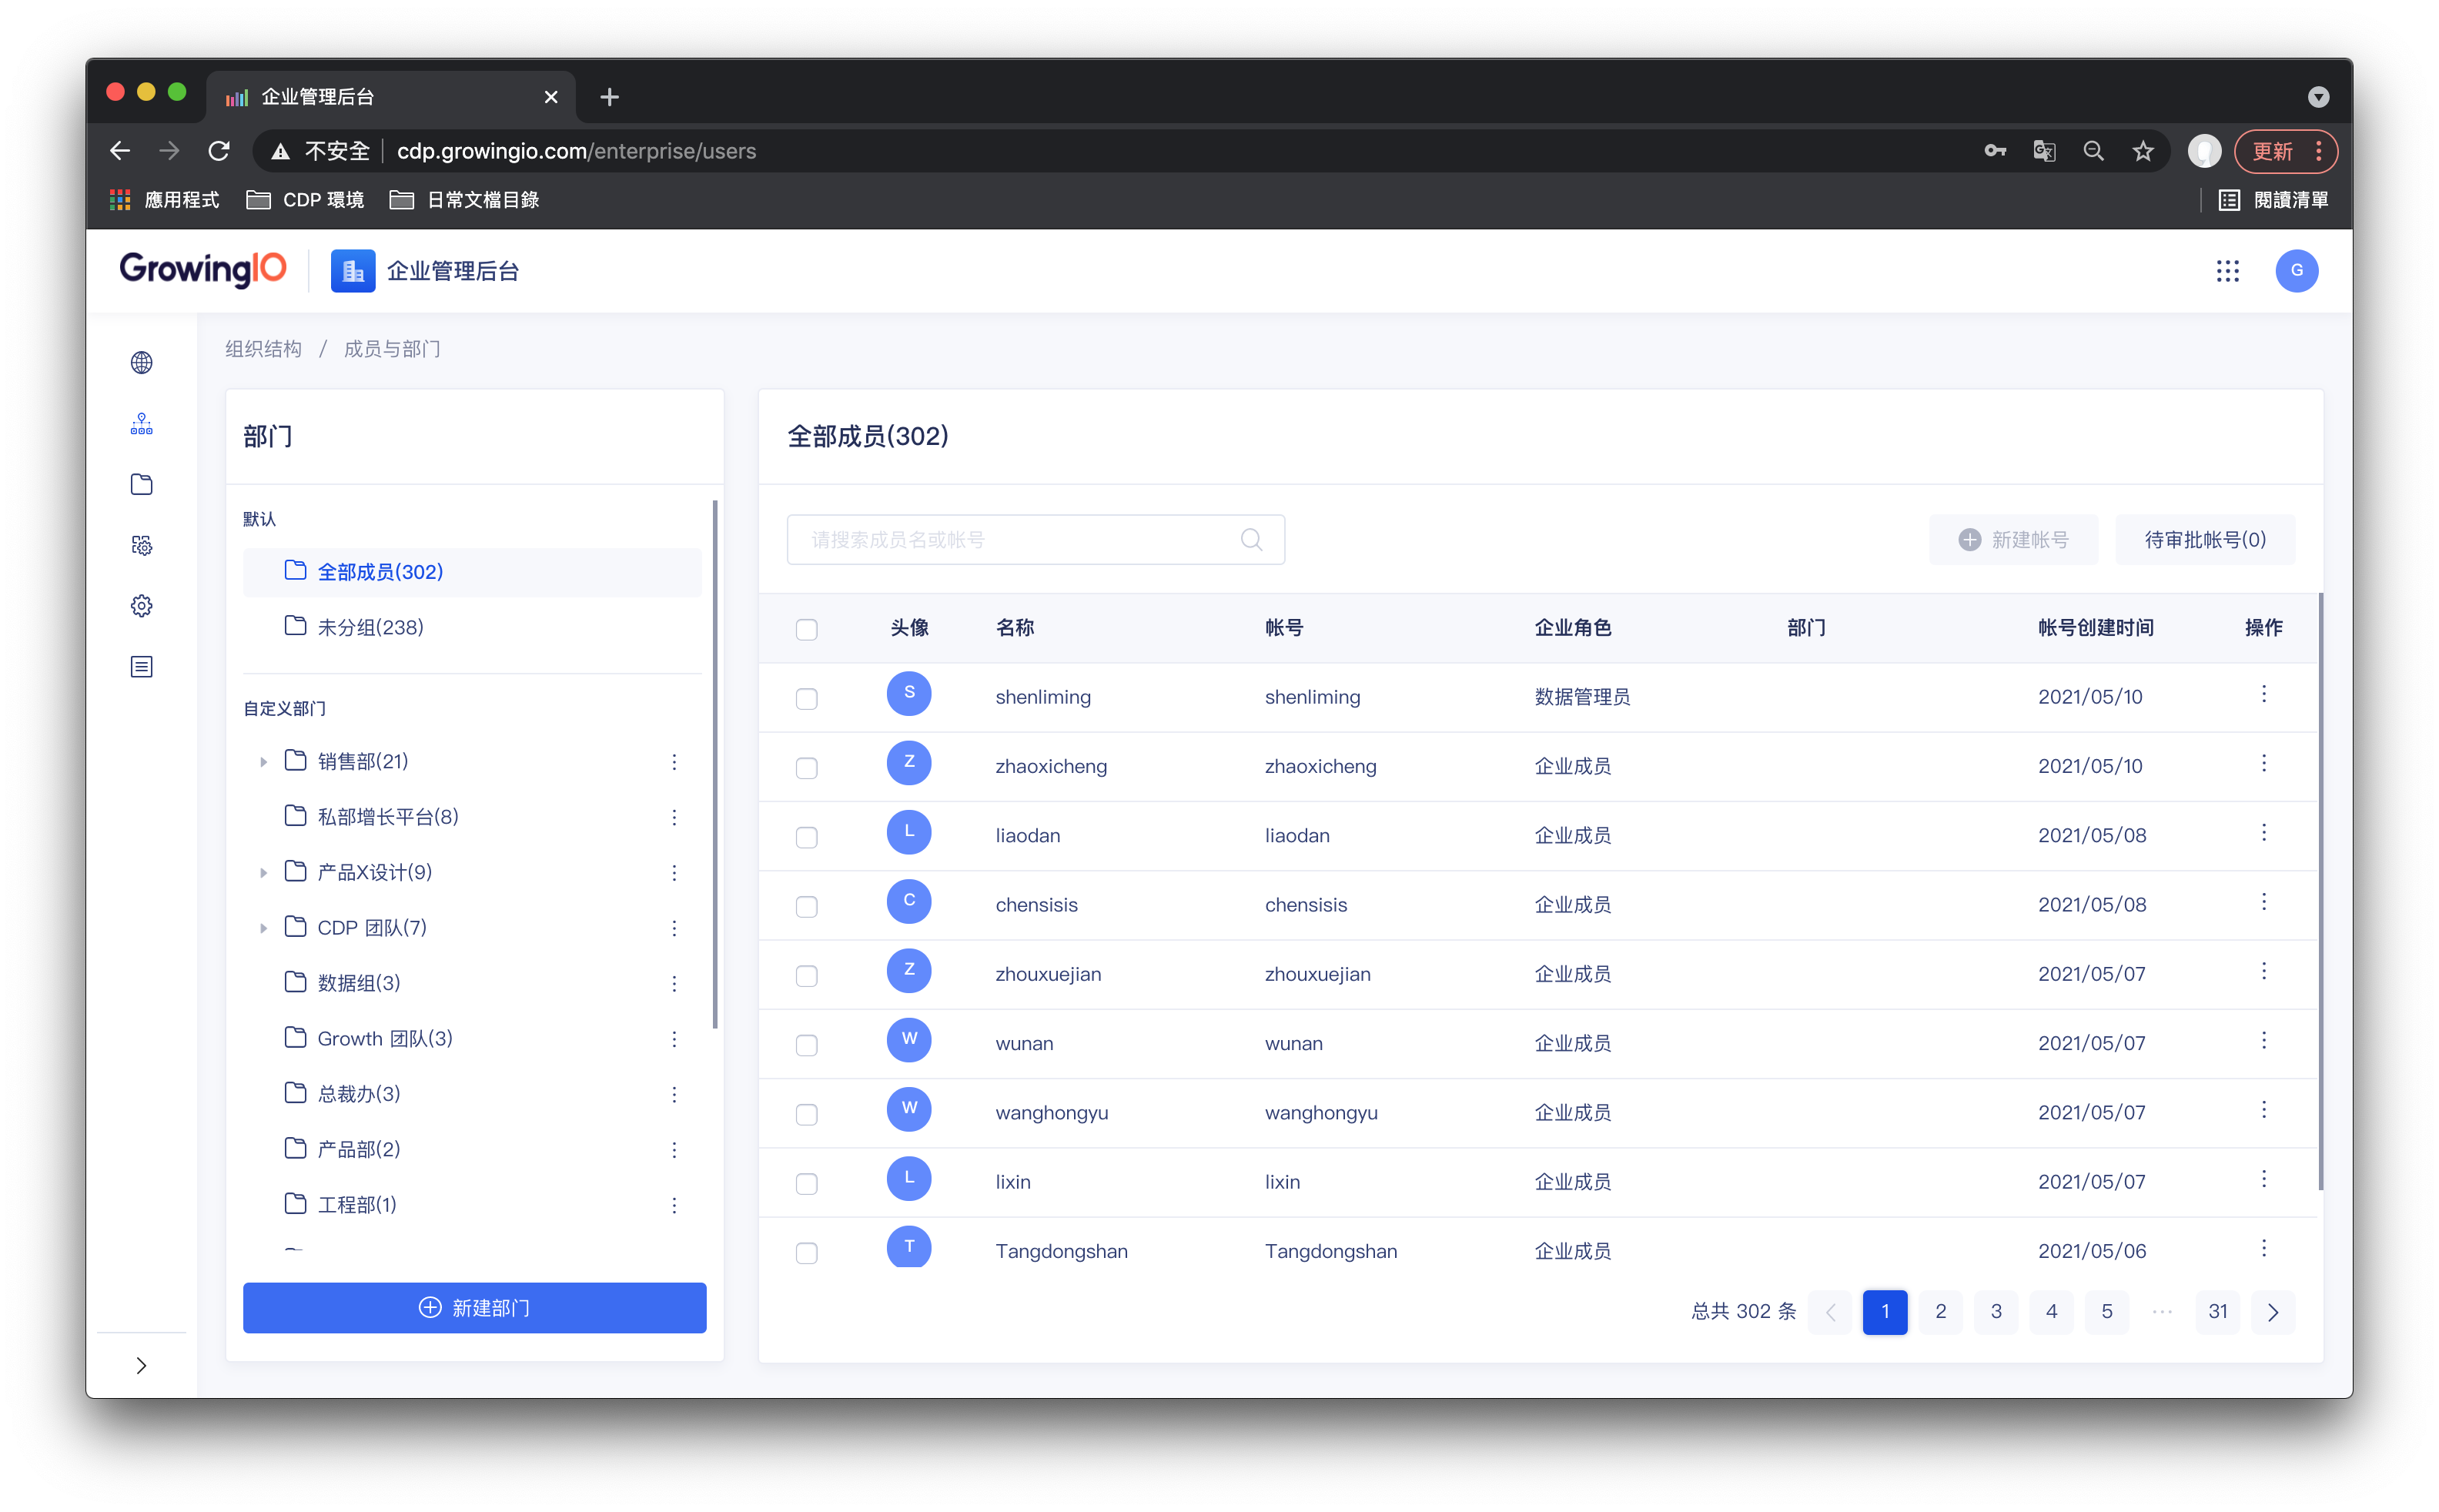 企业管理后台
不安全 cdp.growingio.com/enterprise/users 更新
應用程式 CDP 環境 日常文檔目錄 閱讀清單
GrowingIO 企业管理后台 G
组织结构 / 成员与部门
部门
默认
全部成员(302)
未分组(238)
自定义部门
销售部(21)
私部增长平台(8)
产品X设计(9)
CDP 团队(7)
数据组(3)
Growth 团队(3)
总裁办(3)
产品部(2)
工程部(1)
新建部门
全部成员(302)
请搜索成员名或帐号 新建帐号 待审批帐号(0)
头像 名称 帐号 企业角色 部门 帐号创建时间 操作
S shenliming shenliming 数据管理员 2021/05/10
Z zhaoxicheng zhaoxicheng 企业成员 2021/05/10
L liaodan liaodan 企业成员 2021/05/08
C chensisis chensisis 企业成员 2021/05/08
Z zhouxuejian zhouxuejian 企业成员 2021/05/07
W wunan wunan 企业成员 2021/05/07
W wanghongyu wanghongyu 企业成员 2021/05/07
L lixin lixin 企业成员 2021/05/07
T Tangdongshan Tangdongshan 企业成员 2021/05/06
总共 302 条 1 2 3 4 5 ··· 31